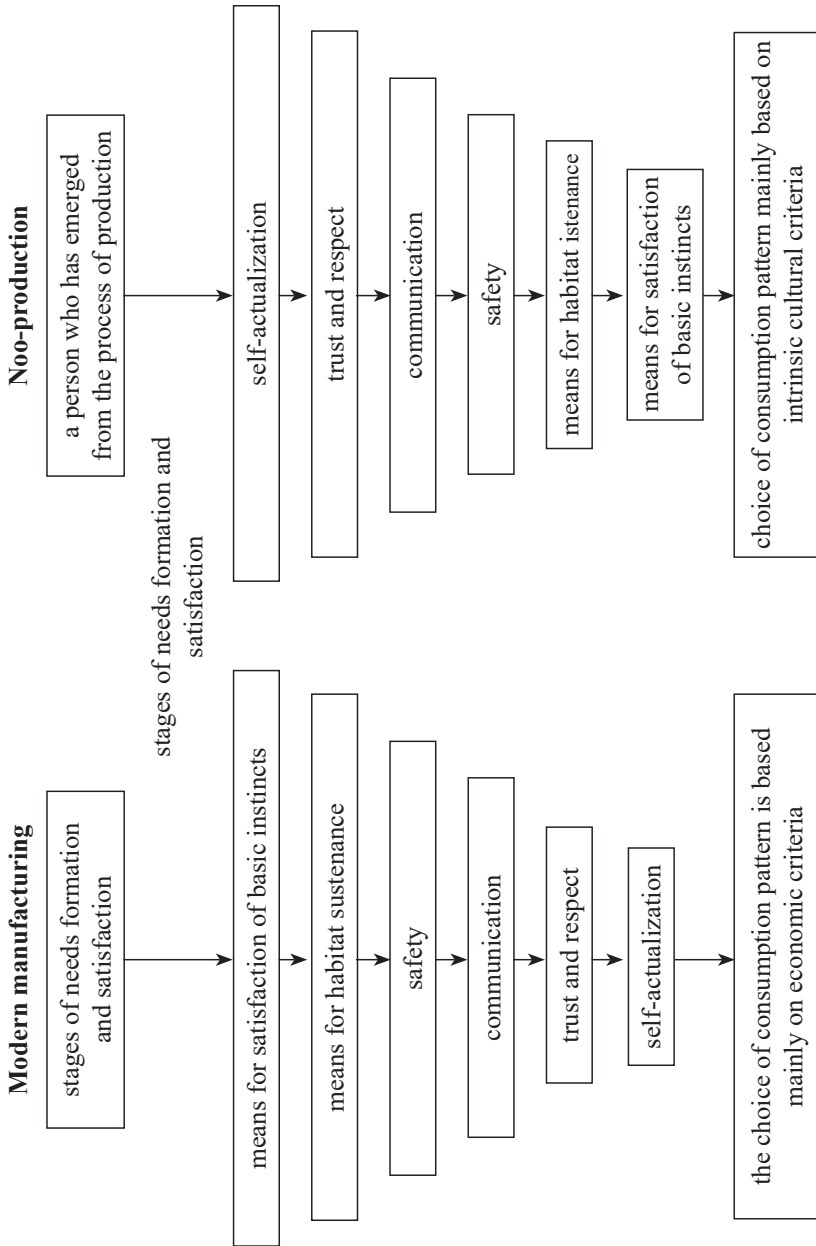 Modern manufacturing
stages of needs formation
and satisfaction
means for satisfaction of basic instincts
means for habitat sustenance
safety
communication
trust and respect
self-actualization
the choice of consumption pattern is based
mainly on economic criteria
stages of needs formation and
satisfaction
Noo-production
a person who has emerged
from the process of production
self-actualization
trust and respect
communication
safety
means for habitat istenance
means for satisfaction
of basic instincts
choice of consumption pattern mainly based on
intrinsic cultural criteria